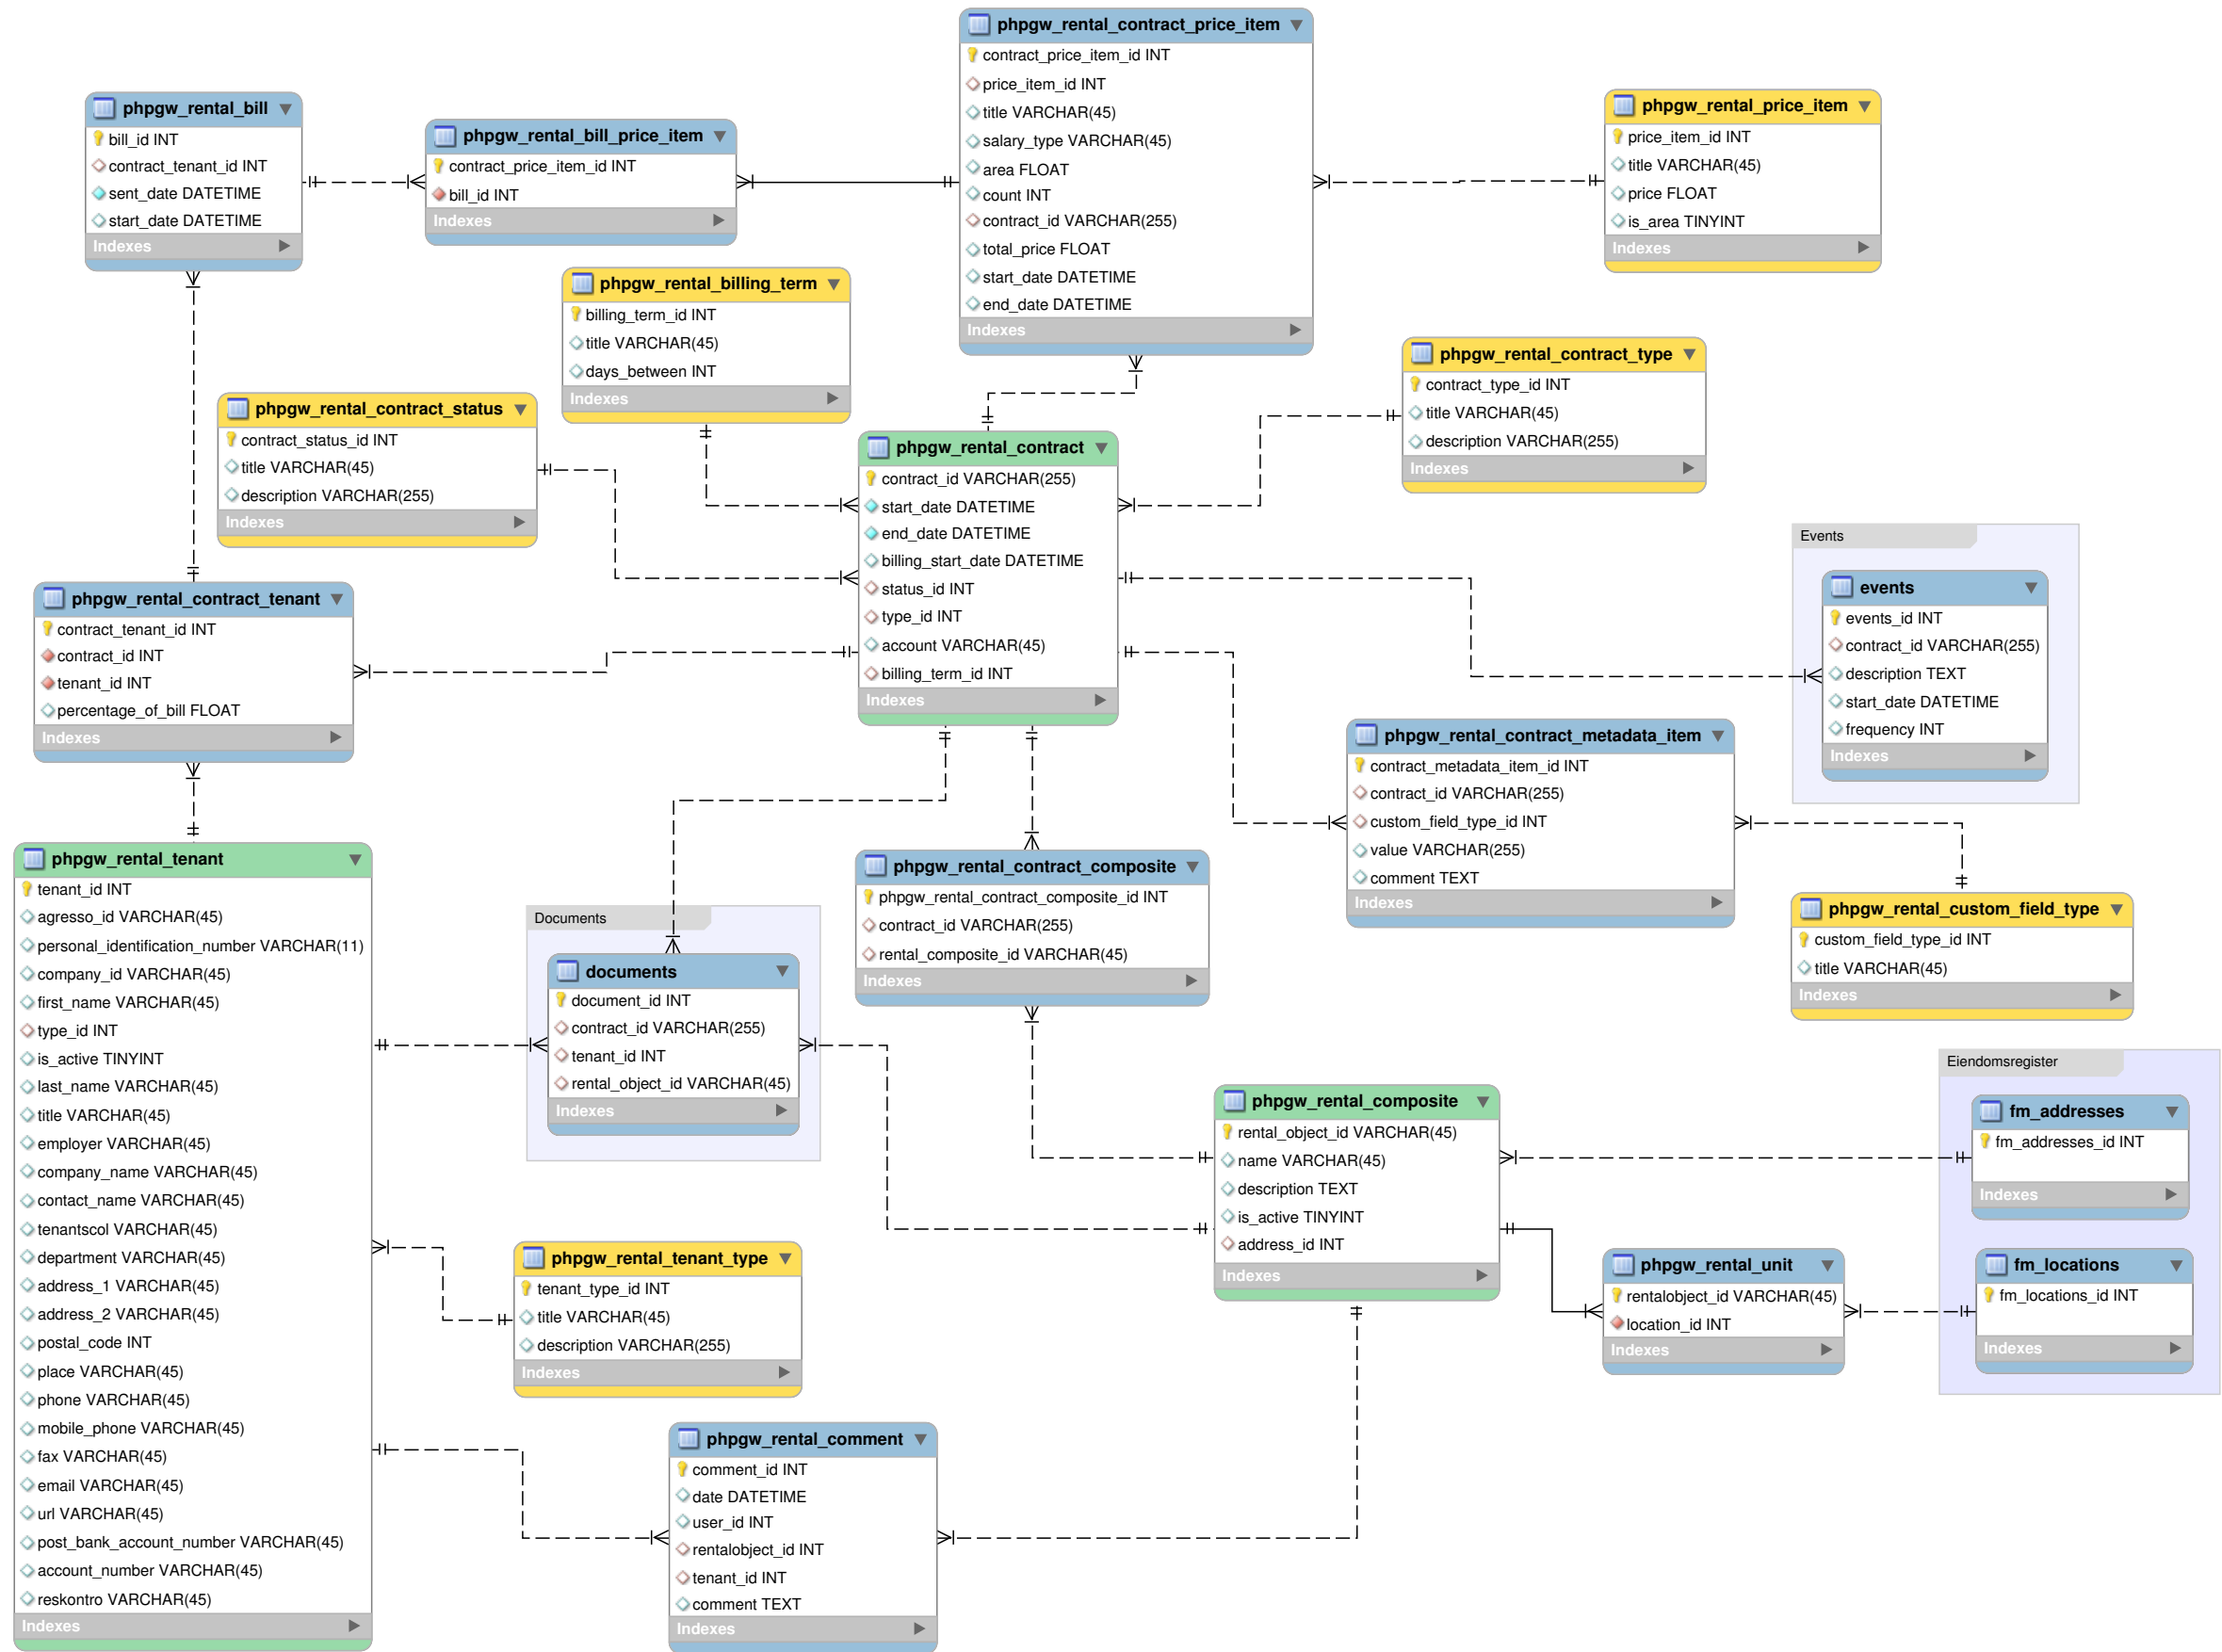 phpgw_rental_contract_price_item
contract_price_item_id INT
price_item_id INT
title VARCHAR(45)
salary_type VARCHAR(45)
area FLOAT
count INT
contract_id VARCHAR(255)
total_price FLOAT
start_date DATETIME
end_date DATETIME
Indexes
phpgw_rental_bill
bill_id INT
contract_tenant_id INT
sent_date DATETIME
start_date DATETIME
Indexes
phpgw_rental_bill_price_item
contract_price_item_id INT
bill_id INT
Indexes
phpgw_rental_price_item
price_item_id INT
title VARCHAR(45)
price FLOAT
is_area TINYINT
Indexes
phpgw_rental_billing_term
billing_term_id INT
title VARCHAR(45)
days_between INT
Indexes
phpgw_rental_contract_type
contract_type_id INT
title VARCHAR(45)
description VARCHAR(255)
Indexes
phpgw_rental_contract_status
contract_status_id INT
title VARCHAR(45)
description VARCHAR(255)
Indexes
phpgw_rental_contract
contract_id VARCHAR(255)
start_date DATETIME
end_date DATETIME
billing_start_date DATETIME
status_id INT
type_id INT
account VARCHAR(45)
billing_term_id INT
Indexes
Events
events
events_id INT
contract_id VARCHAR(255)
description TEXT
start_date DATETIME
frequency INT
Indexes
phpgw_rental_contract_tenant
contract_tenant_id INT
contract_id INT
tenant_id INT
percentage_of_bill FLOAT
Indexes
phpgw_rental_contract_metadata_item
contract_metadata_item_id INT
contract_id VARCHAR(255)
custom_field_type_id INT
value VARCHAR(255)
comment TEXT
Indexes
phpgw_rental_tenant
tenant_id INT
agresso_id VARCHAR(45)
personal_identification_number VARCHAR(11)
company_id VARCHAR(45)
first_name VARCHAR(45)
type_id INT
is_active TINYINT
last_name VARCHAR(45)
title VARCHAR(45)
employer VARCHAR(45)
company_name VARCHAR(45)
contact_name VARCHAR(45)
tenantscol VARCHAR(45)
department VARCHAR(45)
address_1 VARCHAR(45)
address_2 VARCHAR(45)
postal_code INT
place VARCHAR(45)
phone VARCHAR(45)
mobile_phone VARCHAR(45)
fax VARCHAR(45)
email VARCHAR(45)
url VARCHAR(45)
post_bank_account_number VARCHAR(45)
account_number VARCHAR(45)
reskontro VARCHAR(45)
Indexes
phpgw_rental_contract_composite
phpgw_rental_contract_composite_id INT
contract_id VARCHAR(255)
rental_composite_id VARCHAR(45)
Indexes
phpgw_rental_custom_field_type
custom_field_type_id INT
title VARCHAR(45)
Indexes
Documents
documents
document_id INT
contract_id VARCHAR(255)
tenant_id INT
rental_object_id VARCHAR(45)
Indexes
phpgw_rental_composite
rental_object_id VARCHAR(45)
name VARCHAR(45)
description TEXT
is_active TINYINT
address_id INT
Indexes
Eiendomsregister
fm_addresses
fm_addresses_id INT
Indexes
fm_locations
fm_locations_id INT
Indexes
phpgw_rental_unit
rentalobject_id VARCHAR(45)
location_id INT
Indexes
phpgw_rental_tenant_type
tenant_type_id INT
title VARCHAR(45)
description VARCHAR(255)
Indexes
phpgw_rental_comment
comment_id INT
date DATETIME
user_id INT
rentalobject_id INT
tenant_id INT
comment TEXT
Indexes